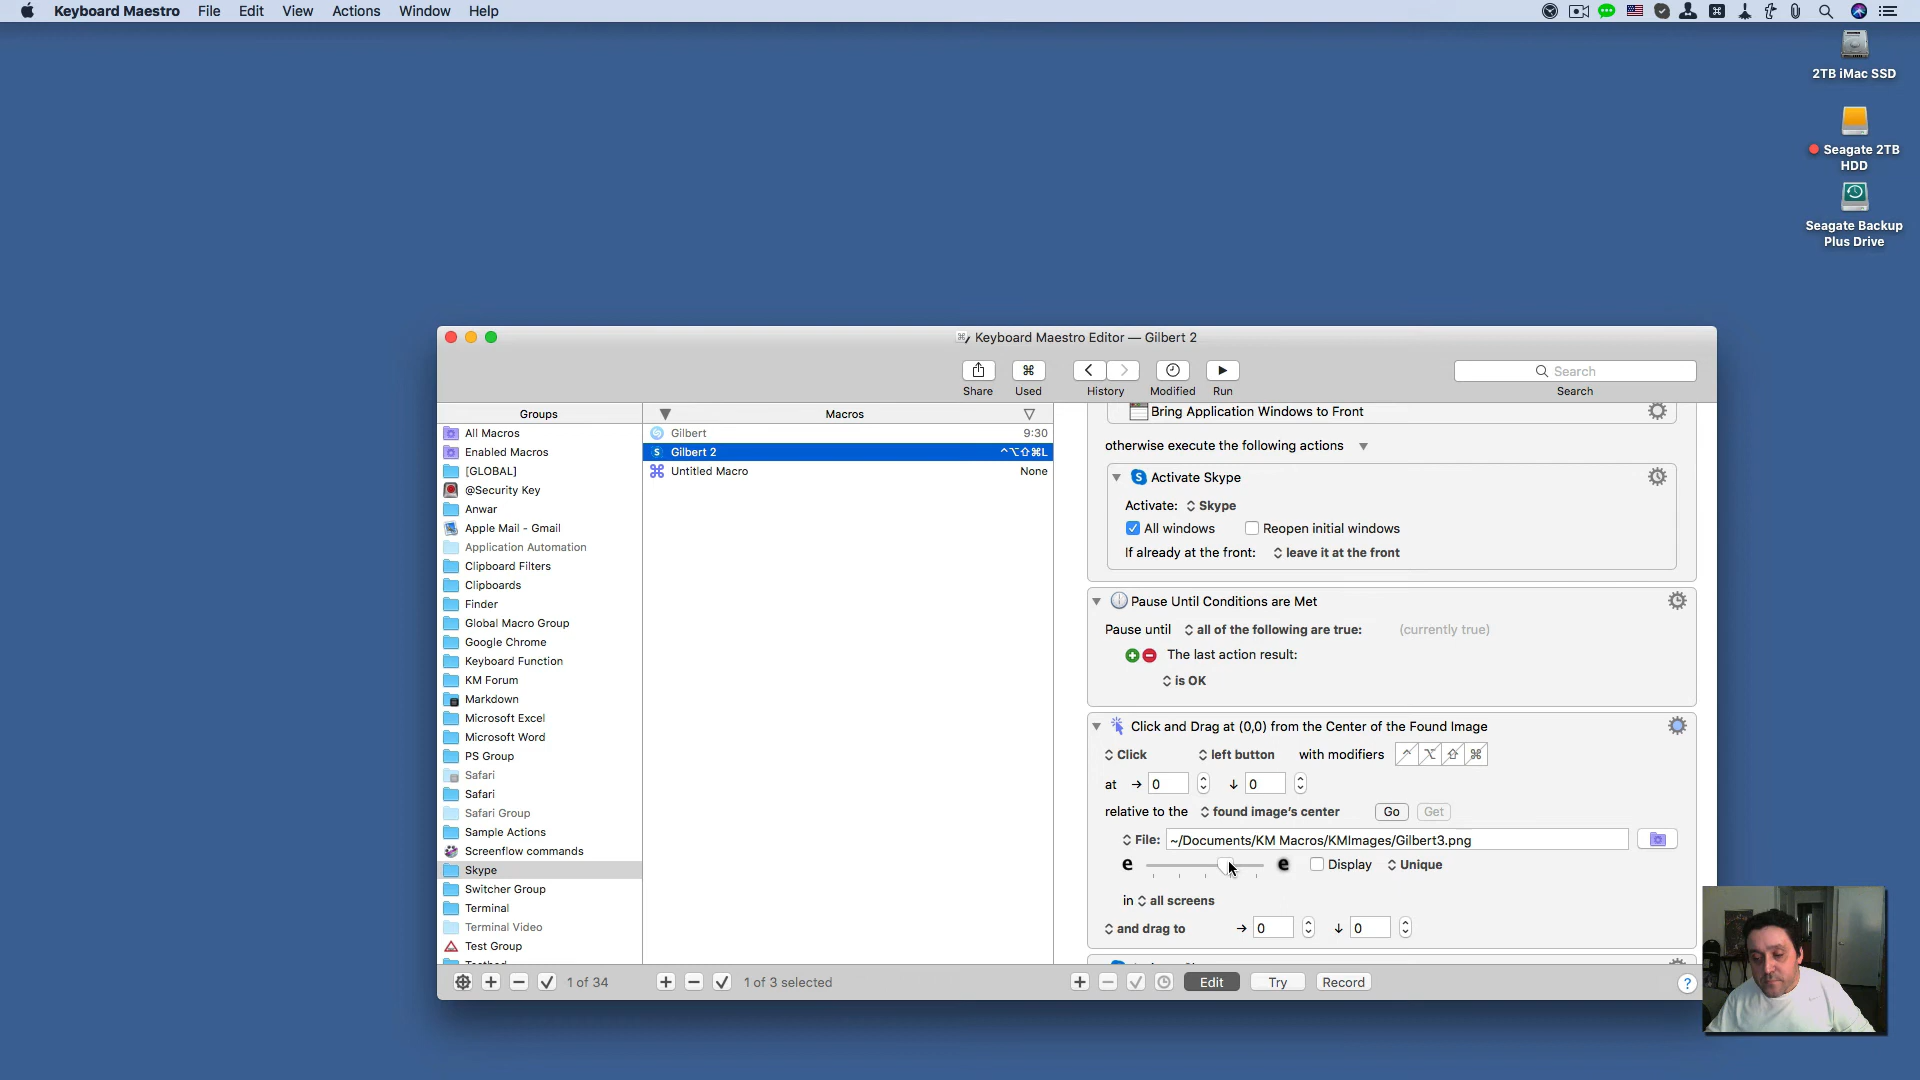 Keyboard Maestro File Edit View Actions Window Help
2TB iMac SSD
Seagate 2TB
HDD
Seagate Backup
Plus Drive
Keyboard Maestro Editor — Gilbert 2
Search
Share Used History Modified Run Search
Groups
All Macros
Enabled Macros
[GLOBAL]
@Security Key
Anwar
Apple Mail - Gmail
Application Automation
Clipboard Filters
Clipboards
Finder
Global Macro Group
Google Chrome
Keyboard Function
KM Forum
Markdown
Microsoft Excel
Microsoft Word
PS Group
Safari
Safari
Safari Group
Sample Actions
Screenflow commands
Skype
Switcher Group
Terminal
Terminal Video
Test Group
1 of 34
Macros
Gilbert 9:30
Gilbert 2 ^⌥⇧⌘L
Untitled Macro None
1 of 3 selected
Bring Application Windows to Front
otherwise execute the following actions
Activate Skype
Activate: Skype
All windows Reopen initial windows
If already at the front: leave it at the front
Pause Until Conditions are Met
Pause until all of the following are true: (currently true)
The last action result:
is OK
Click and Drag at (0,0) from the Center of the Found Image
Click left button with modifiers ^ ⌥ ⇧ ⌘
at → 0 ↓ 0
relative to the found image's center Go Get
File: ~/Documents/KM Macros/KMImages/Gilbert3.png
e e Display Unique
in all screens
and drag to → 0 ↓ 0
Edit Try Record ?